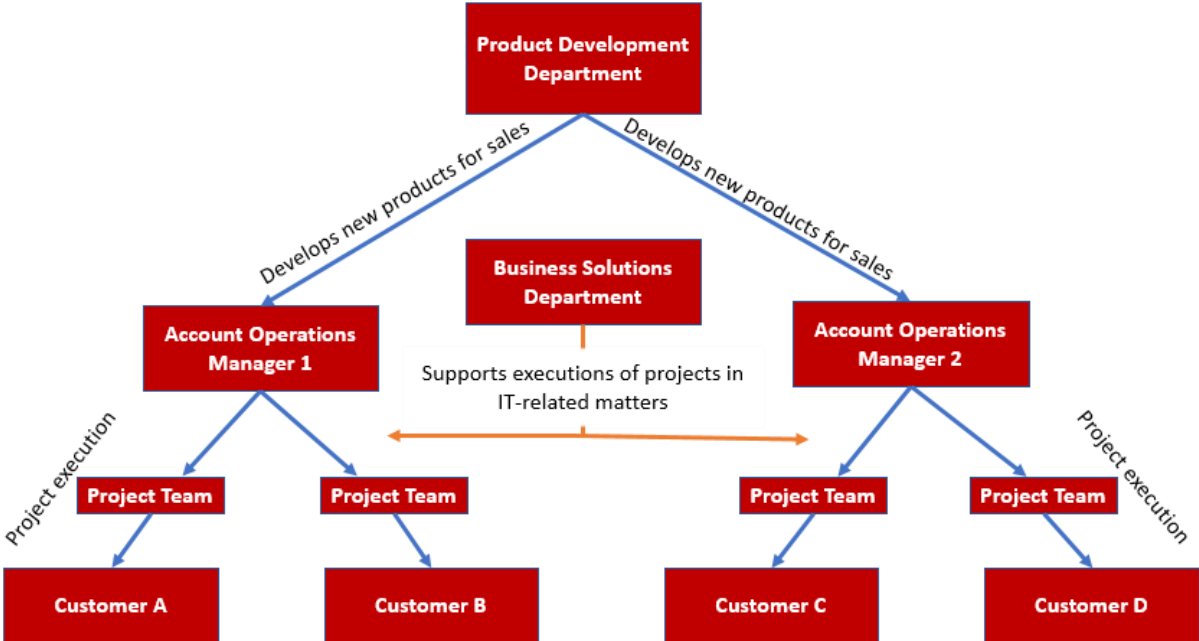 Product Development
Department
Develops new products for sales
Develops new products for sales
Business Solutions
Department
Account Operations
Manager 1
Account Operations
Manager 2
Supports executions of projects in
IT-related matters
Project execution
Project execution
Project Team
Project Team
Project Team
Project Team
Customer A
Customer B
Customer C
Customer D